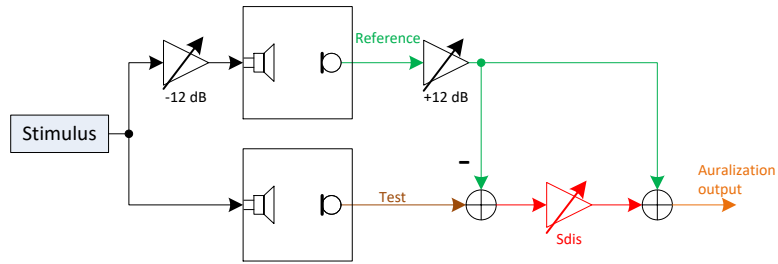 Reference
-12 dB
+12 dB
Stimulus
-
Test
Sdis
Auralization
output